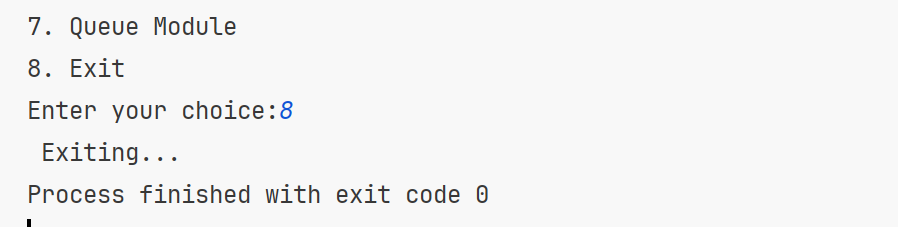 7. Queue Module
8. Exit
Enter your choice:8
 Exiting...
Process finished with exit code 0